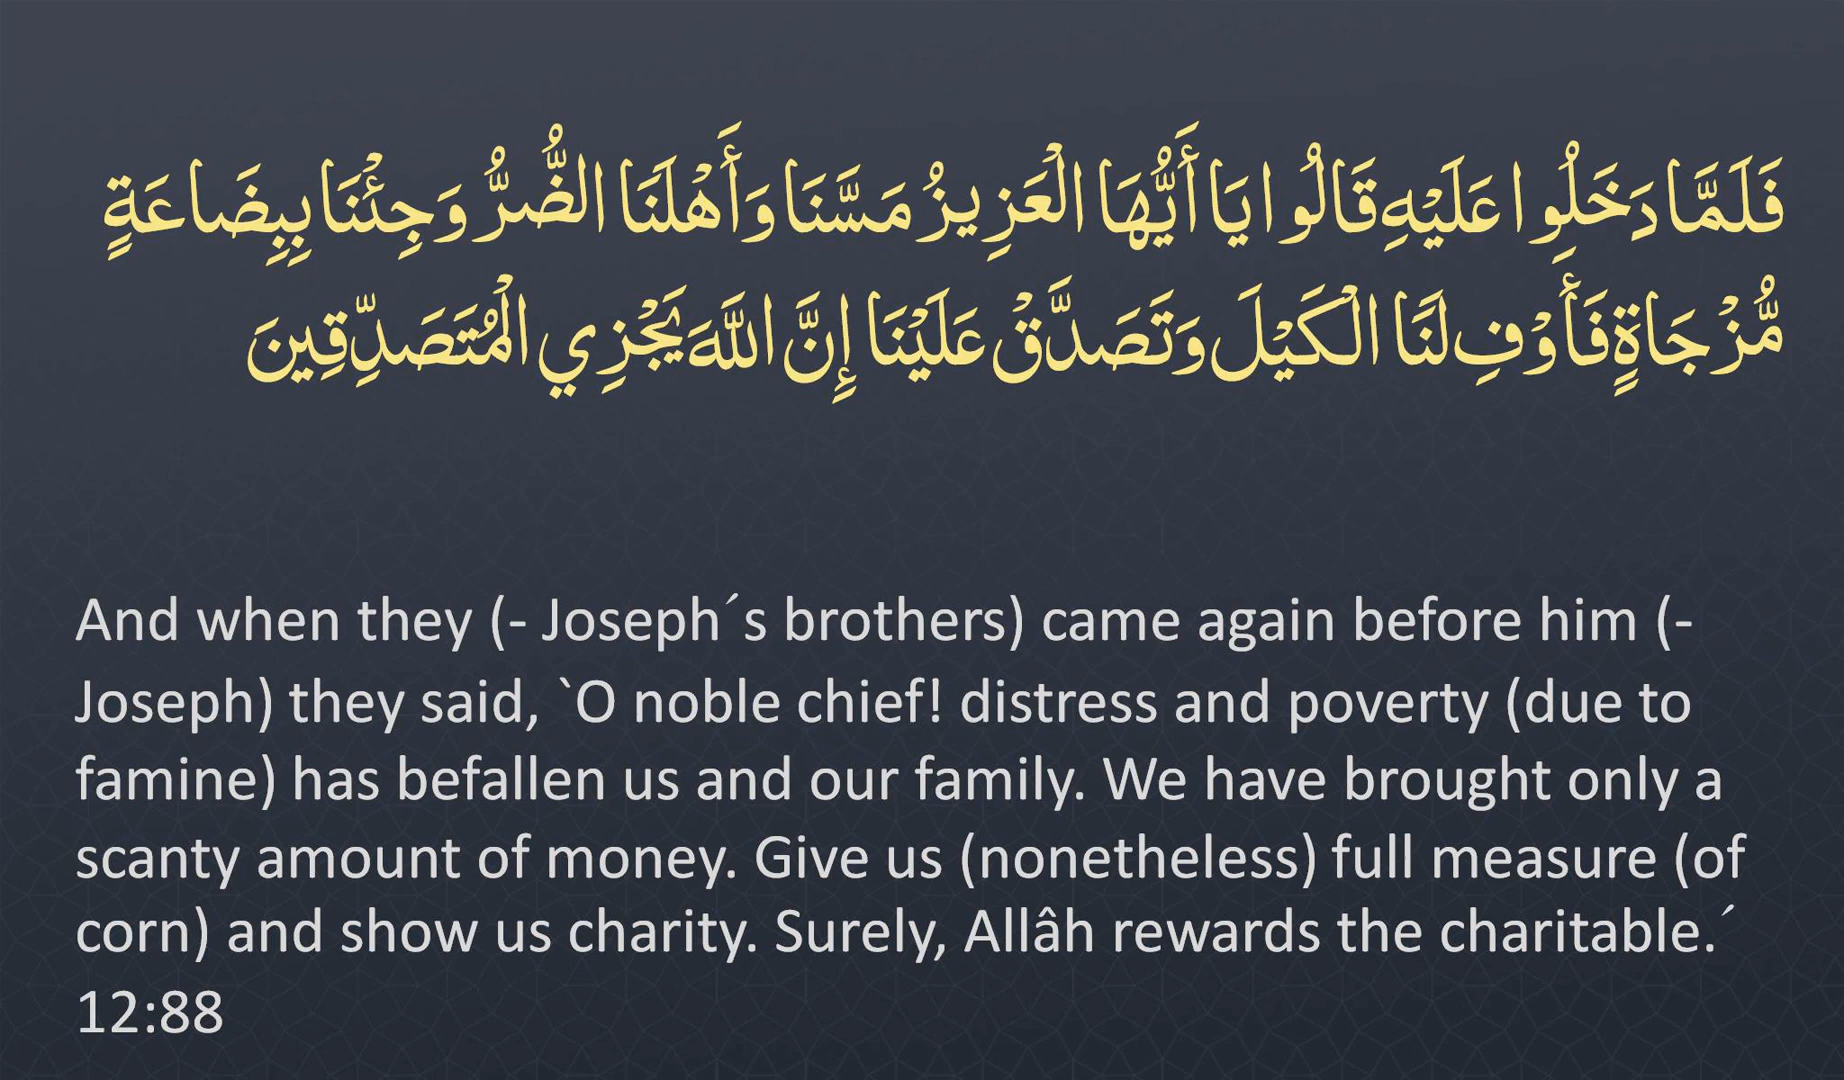 فَلَمَّا دَخَلُوا عَلَيْهِ قَالُوا يَا أَيُّهَا الْعَزِيزُ مَسَّنَا وَأَهْلَنَا الضُّرُّ وَجِئْنَا بِبِضَاعَةٍ
مُّزْجَاةٍ فَأَوْفِ لَنَا الْكَيْلَ وَتَصَدَّقْ عَلَيْنَا إِنَّ اللَّهَ يَجْزِي الْمُتَصَدِّقِينَ
And when they (- Joseph´s brothers) came again before him (-
Joseph) they said, `O noble chief! distress and poverty (due to
famine) has befallen us and our family. We have brought only a
scanty amount of money. Give us (nonetheless) full measure (of
corn) and show us charity. Surely, Allâh rewards the charitable.´
12:88